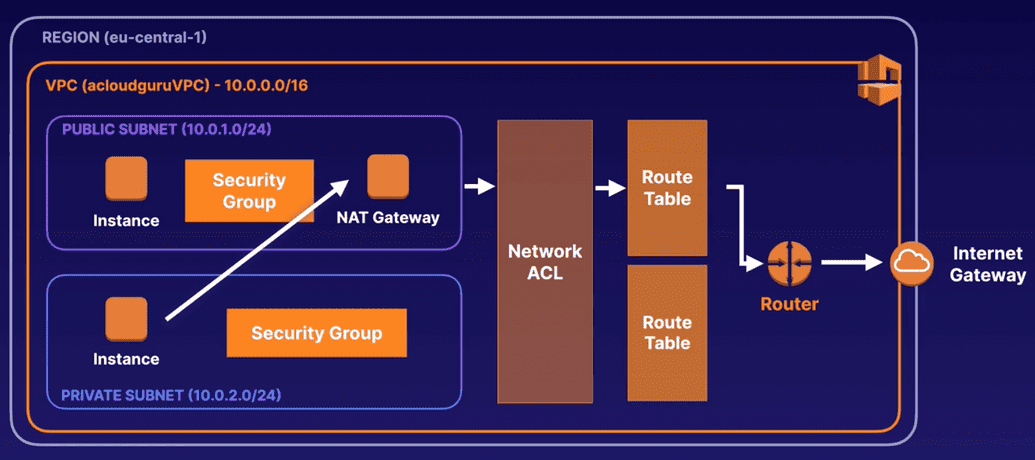 REGION (eu-central-1)
VPC (acloudguruVPC) - 10.0.0.0/16
PUBLIC SUBNET (10.0.1.0/24)
Instance
Security
Group
NAT Gateway
Instance
Security Group
PRIVATE SUBNET (10.0.2.0/24)
Network
ACL
Route
Table
Route
Table
Router
Internet
Gateway